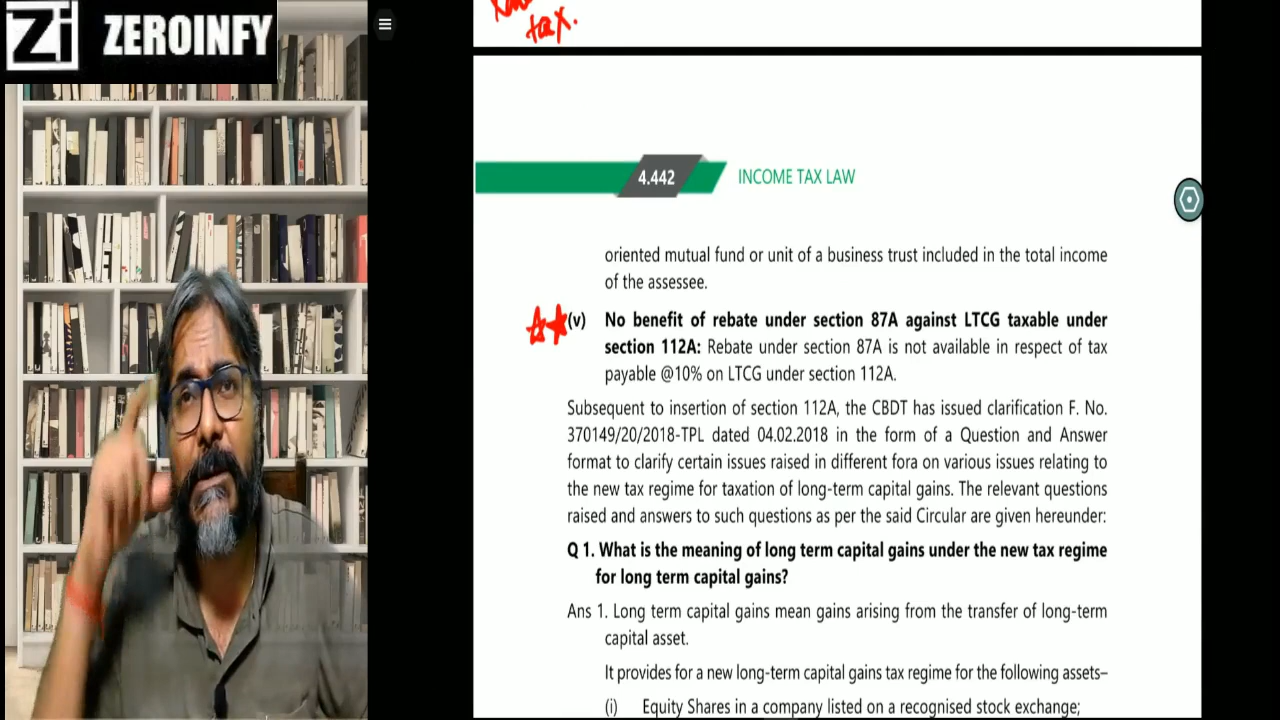 Zi ZEROINFY
tax.
4.442 INCOME TAX LAW
oriented mutual fund or unit of a business trust included in the total income
of the assessee.
(v) No benefit of rebate under section 87A against LTCG taxable under
section 112A: Rebate under section 87A is not available in respect of tax
payable @10% on LTCG under section 112A.
Subsequent to insertion of section 112A, the CBDT has issued clarification F. No.
370149/20/2018-TPL dated 04.02.2018 in the form of a Question and Answer
format to clarify certain issues raised in different fora on various issues relating to
the new tax regime for taxation of long-term capital gains. The relevant questions
raised and answers to such questions as per the said Circular are given hereunder:
Q 1. What is the meaning of long term capital gains under the new tax regime
for long term capital gains?
Ans 1. Long term capital gains mean gains arising from the transfer of long-term
capital asset.
It provides for a new long-term capital gains tax regime for the following assets–
(i) Equity Shares in a company listed on a recognised stock exchange;